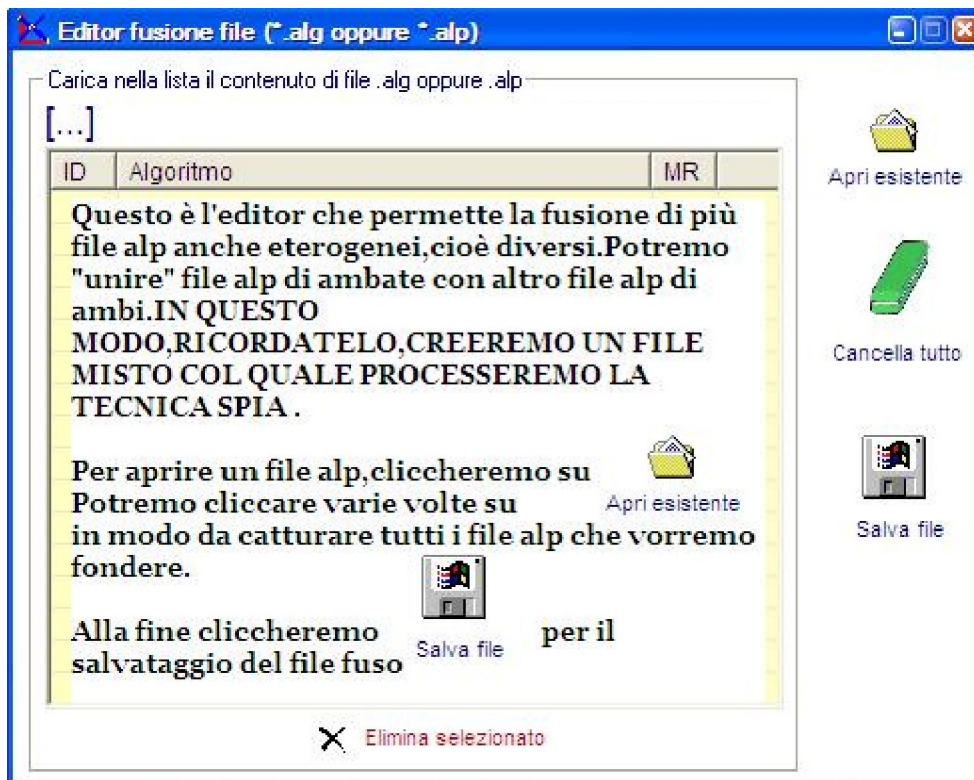 Editor fusione file (*.alg oppure *.alp)
Carica nella lista il contenuto di file .alg oppure .alp
[...]
ID Algoritmo MR
Questo è l'editor che permette la fusione di più
file alp anche eterogenei,cioè diversi.Potremo
"unire" file alp di ambate con altro file alp di
ambi.IN QUESTO
MODO,RICORDATELO,CREEREMO UN FILE
MISTO COL QUALE PROCESSEREMO LA
TECNICA SPIA .
Per aprire un file alp,cliccheremo su
Potremo cliccare varie volte su Apri esistente
in modo da catturare tutti i file alp che vorremo
fondere.
Alla fine cliccheremo Salva file per il
salvataggio del file fuso
Elimina selezionato
Apri esistente
Cancella tutto
Salva file